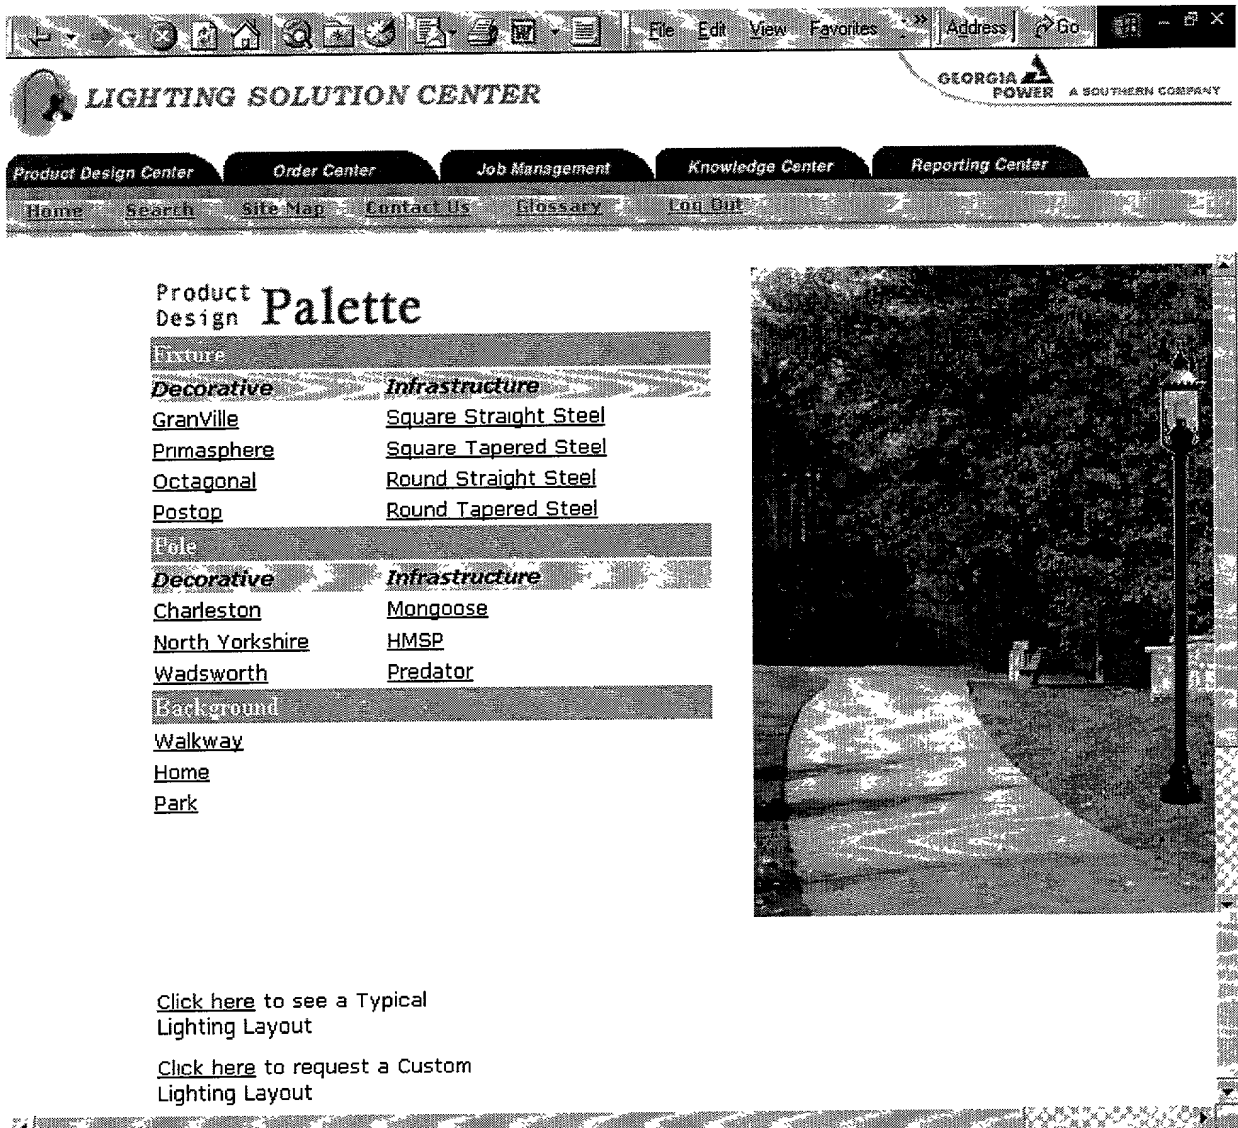 File Edit View Favorites » Address Go
LIGHTING SOLUTION CENTER
GEORGIA
POWER A SOUTHERN COMPANY
Product Design Center Order Center Job Management Knowledge Center Reporting Center
Home Search Site Map Contact Us Glossary Log Out
Product
Design Palette
Fixture
Decorative Infrastructure
GranVille Square Straight Steel
Primasphere Square Tapered Steel
Octagonal Round Straight Steel
Postop Round Tapered Steel
Pole
Decorative Infrastructure
Charleston Mongoose
North Yorkshire HMSP
Wadsworth Predator
Background
Walkway
Home
Park
Click here to see a Typical
Lighting Layout
Click here to request a Custom
Lighting Layout